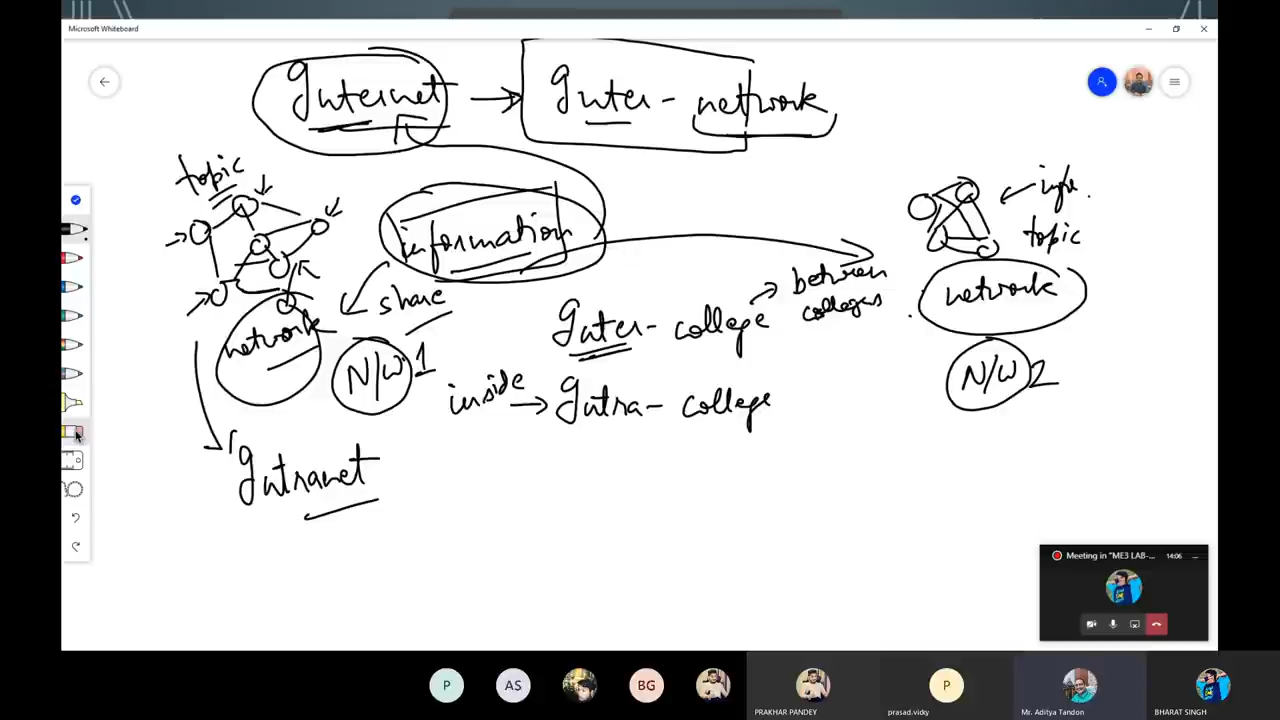 Microsoft Whiteboard
Internet → Inter - network
topic
information
info.
topic
share
between
colleges
network
network
Inter - college
N/W 1
N/W 2
inside → Intra - college
Intranet
Meeting in "ME3 LAB-... 14:06
P AS BG P
PRAKHAR PANDEY prasad.vicky Mr. Aditya Tandon BHARAT SINGH